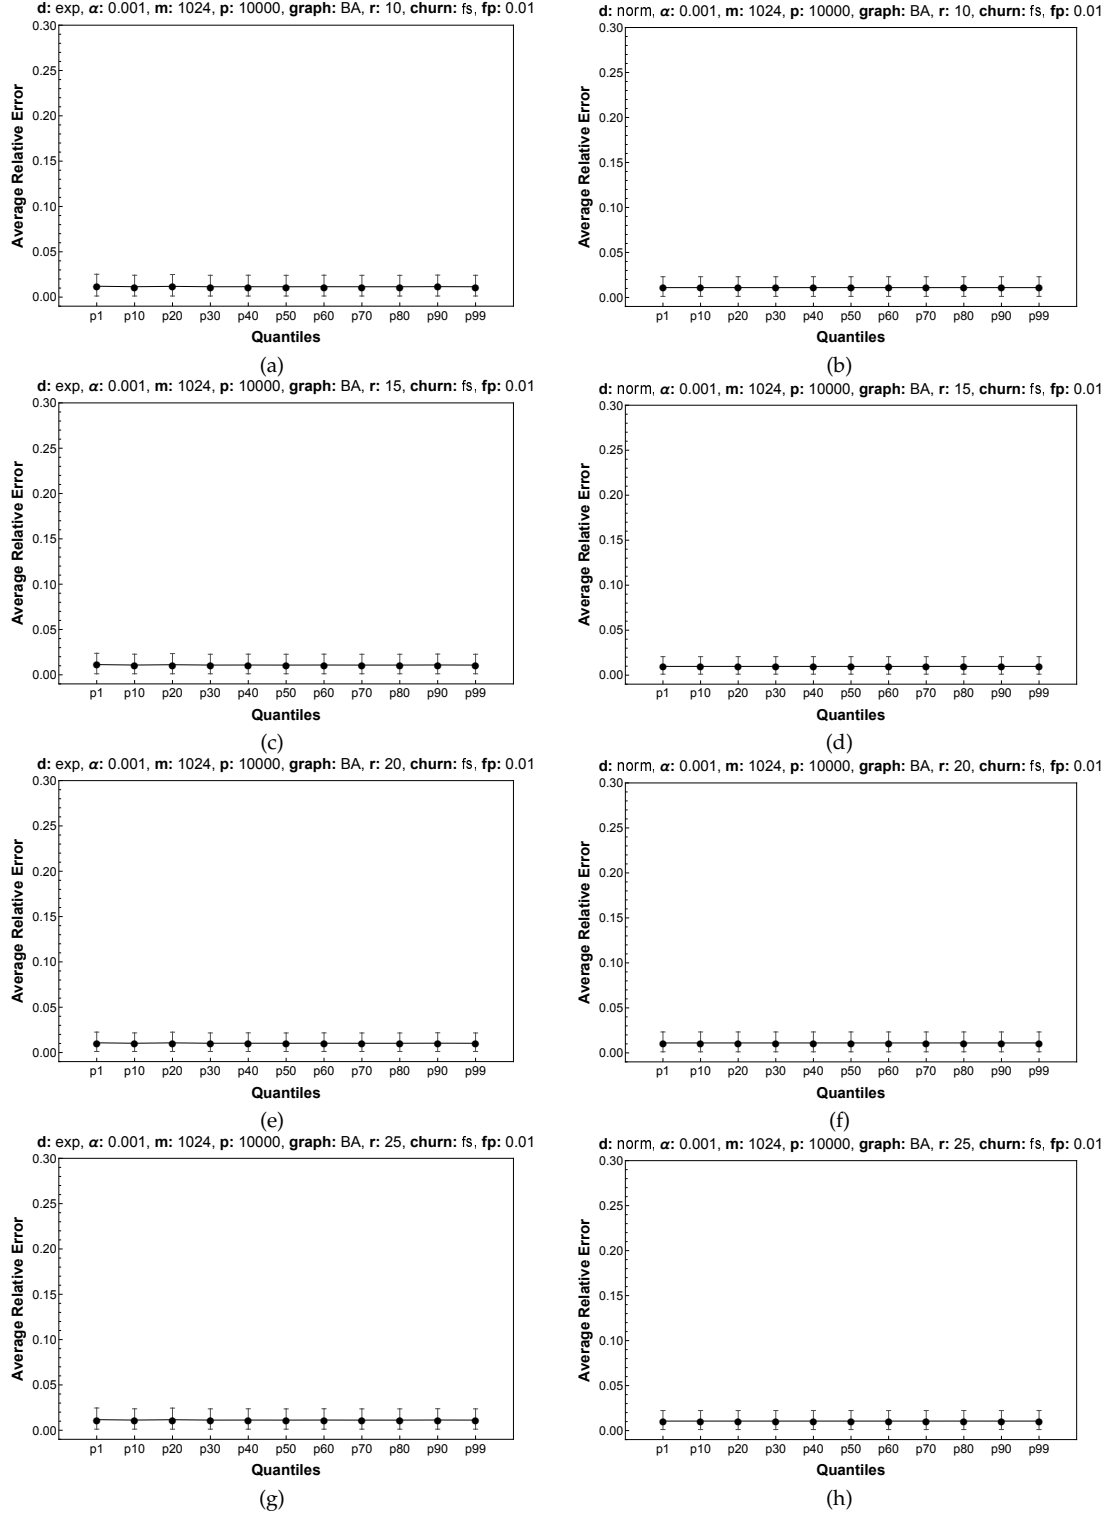 d: exp, α: 0.001, m: 1024, p: 10000, graph: BA, r: 10, churn: fs, fp: 0.01
Average Relative Error
0.30
0.25
0.20
0.15
0.10
0.05
0.00
p1 p10 p20 p30 p40 p50 p60 p70 p80 p90 p99
Quantiles
(a)
d: norm, α: 0.001, m: 1024, p: 10000, graph: BA, r: 10, churn: fs, fp: 0.01
Average Relative Error
0.30
0.25
0.20
0.15
0.10
0.05
0.00
p1 p10 p20 p30 p40 p50 p60 p70 p80 p90 p99
Quantiles
(b)
d: exp, α: 0.001, m: 1024, p: 10000, graph: BA, r: 15, churn: fs, fp: 0.01
Average Relative Error
0.30
0.25
0.20
0.15
0.10
0.05
0.00
p1 p10 p20 p30 p40 p50 p60 p70 p80 p90 p99
Quantiles
(c)
d: norm, α: 0.001, m: 1024, p: 10000, graph: BA, r: 15, churn: fs, fp: 0.01
Average Relative Error
0.30
0.25
0.20
0.15
0.10
0.05
0.00
p1 p10 p20 p30 p40 p50 p60 p70 p80 p90 p99
Quantiles
(d)
d: exp, α: 0.001, m: 1024, p: 10000, graph: BA, r: 20, churn: fs, fp: 0.01
Average Relative Error
0.30
0.25
0.20
0.15
0.10
0.05
0.00
p1 p10 p20 p30 p40 p50 p60 p70 p80 p90 p99
Quantiles
(e)
d: norm, α: 0.001, m: 1024, p: 10000, graph: BA, r: 20, churn: fs, fp: 0.01
Average Relative Error
0.30
0.25
0.20
0.15
0.10
0.05
0.00
p1 p10 p20 p30 p40 p50 p60 p70 p80 p90 p99
Quantiles
(f)
d: exp, α: 0.001, m: 1024, p: 10000, graph: BA, r: 25, churn: fs, fp: 0.01
Average Relative Error
0.30
0.25
0.20
0.15
0.10
0.05
0.00
p1 p10 p20 p30 p40 p50 p60 p70 p80 p90 p99
Quantiles
(g)
d: norm, α: 0.001, m: 1024, p: 10000, graph: BA, r: 25, churn: fs, fp: 0.01
Average Relative Error
0.30
0.25
0.20
0.15
0.10
0.05
0.00
p1 p10 p20 p30 p40 p50 p60 p70 p80 p90 p99
Quantiles
(h)